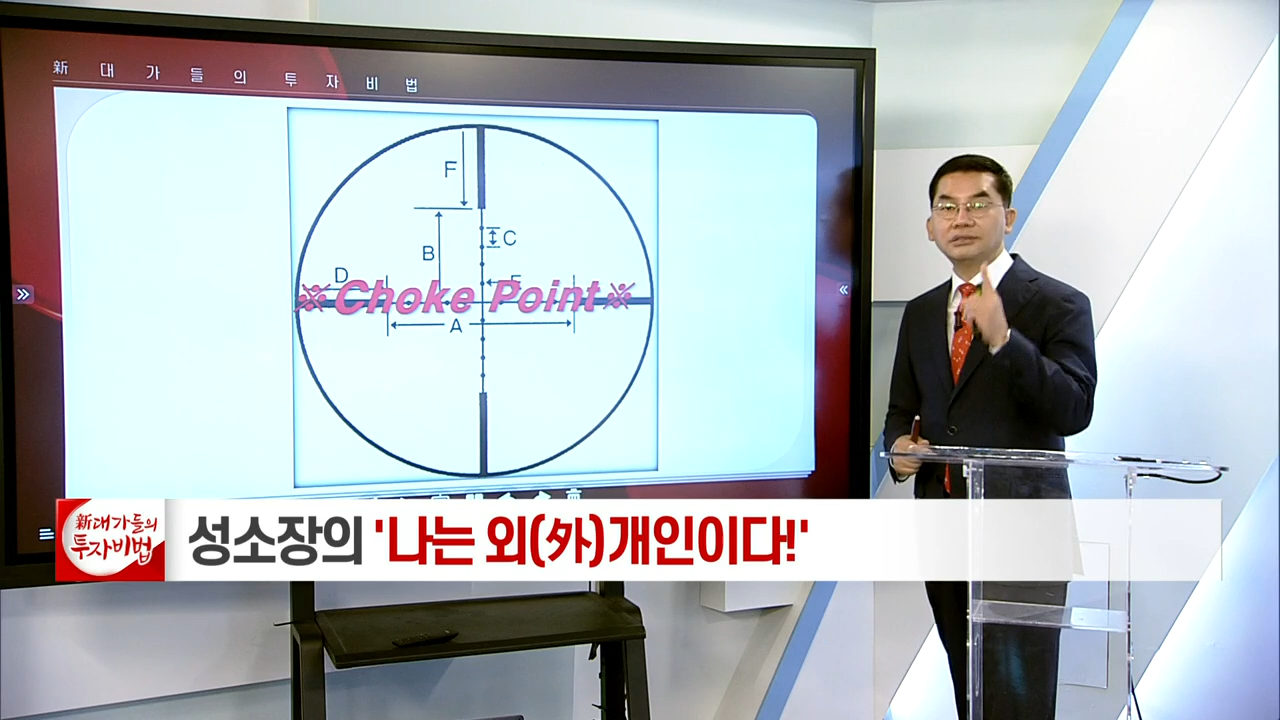 新 대 가 들 의 투 자 비 법
F
B
C
D
E
※Choke Point※
A
新대가들의
투자비법
성소장의 '나는 외(外)개인이다!'